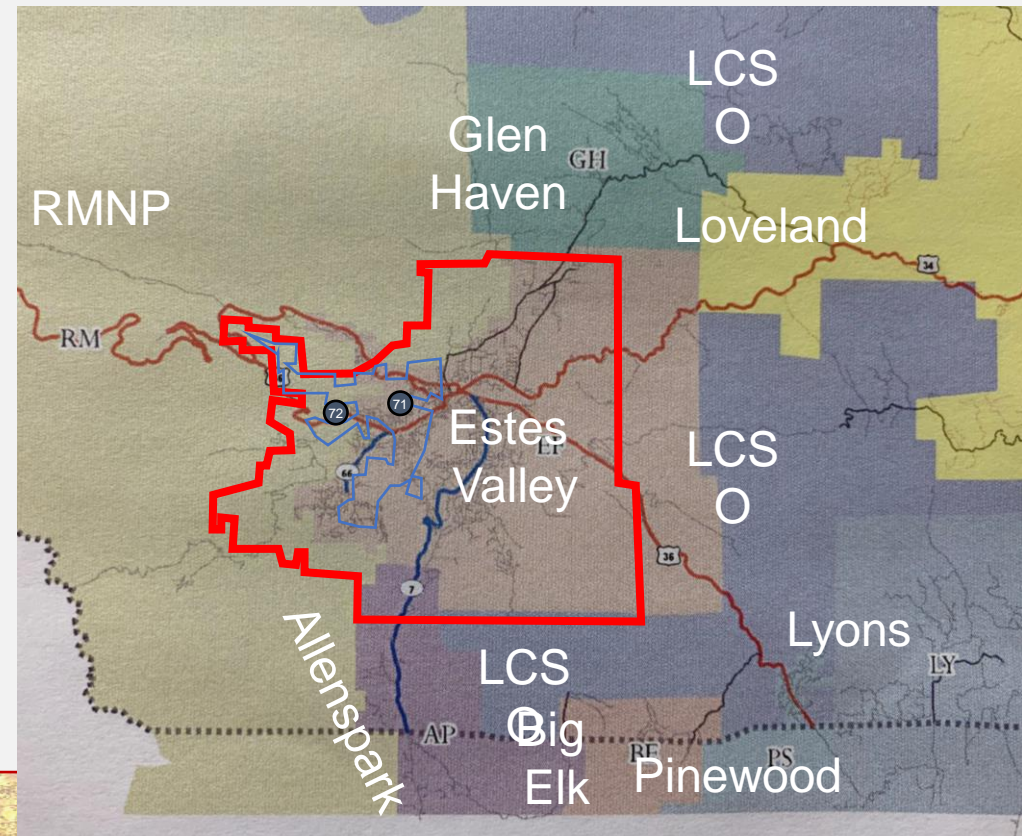 LCS
O
Glen
Haven
GH
RMNP
Loveland
34
RM
72
71
Estes
Valley
EP
LCS
O
66
36
7
Allenspark
Lyons
LCS
O
LY
AP
Big
Elk
BE
PS
Pinewood